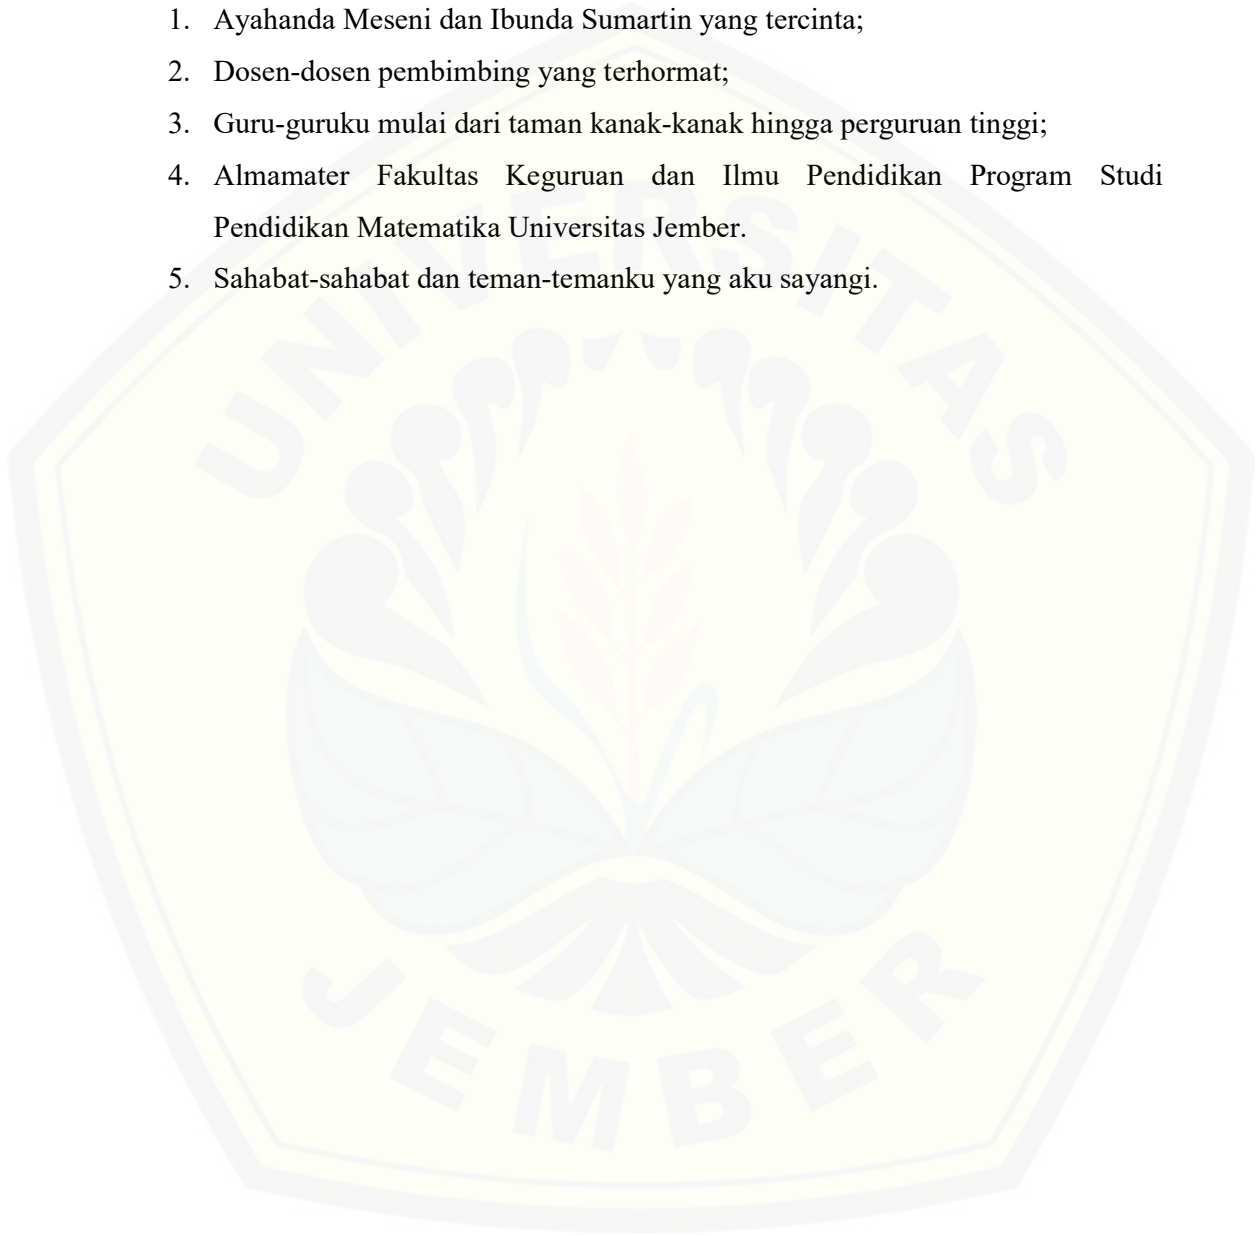 1. Ayahanda Meseni dan Ibunda Sumartin yang tercinta;
2. Dosen-dosen pembimbing yang terhormat;
3. Guru-guruku mulai dari taman kanak-kanak hingga perguruan tinggi;
4. Almamater Fakultas Keguruan dan Ilmu Pendidikan Program Studi
Pendidikan Matematika Universitas Jember.
5. Sahabat-sahabat dan teman-temanku yang aku sayangi.
UNIVERSITAS
JEMBER